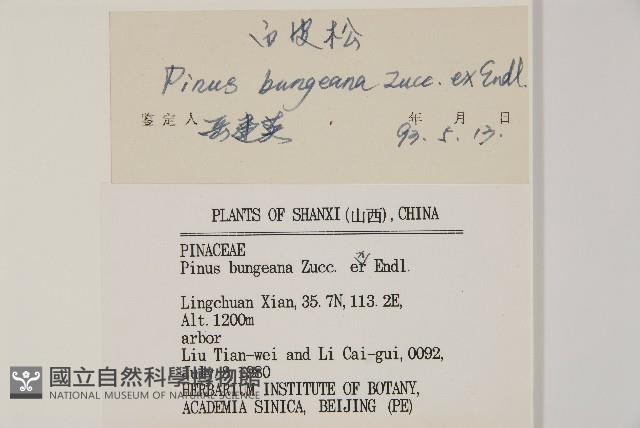 白皮松
Pinus bungeana Zucc. ex Endl.
鉴定人 年 月 日
93. 5. 13.
PLANTS OF SHANXI (山西), CHINA
PINACEAE
Pinus bungeana Zucc. ex Endl.
Lingchuan Xian, 35.7N, 113.2E,
Alt. 1200m
arbor
Liu Tian-wei and Li Cai-gui, 0092,
1980
HERBARIUM INSTITUTE OF BOTANY,
ACADEMIA SINICA, BEIJING (PE)
國立自然科學博物館
NATIONAL MUSEUM OF NATURAL SCIENCE